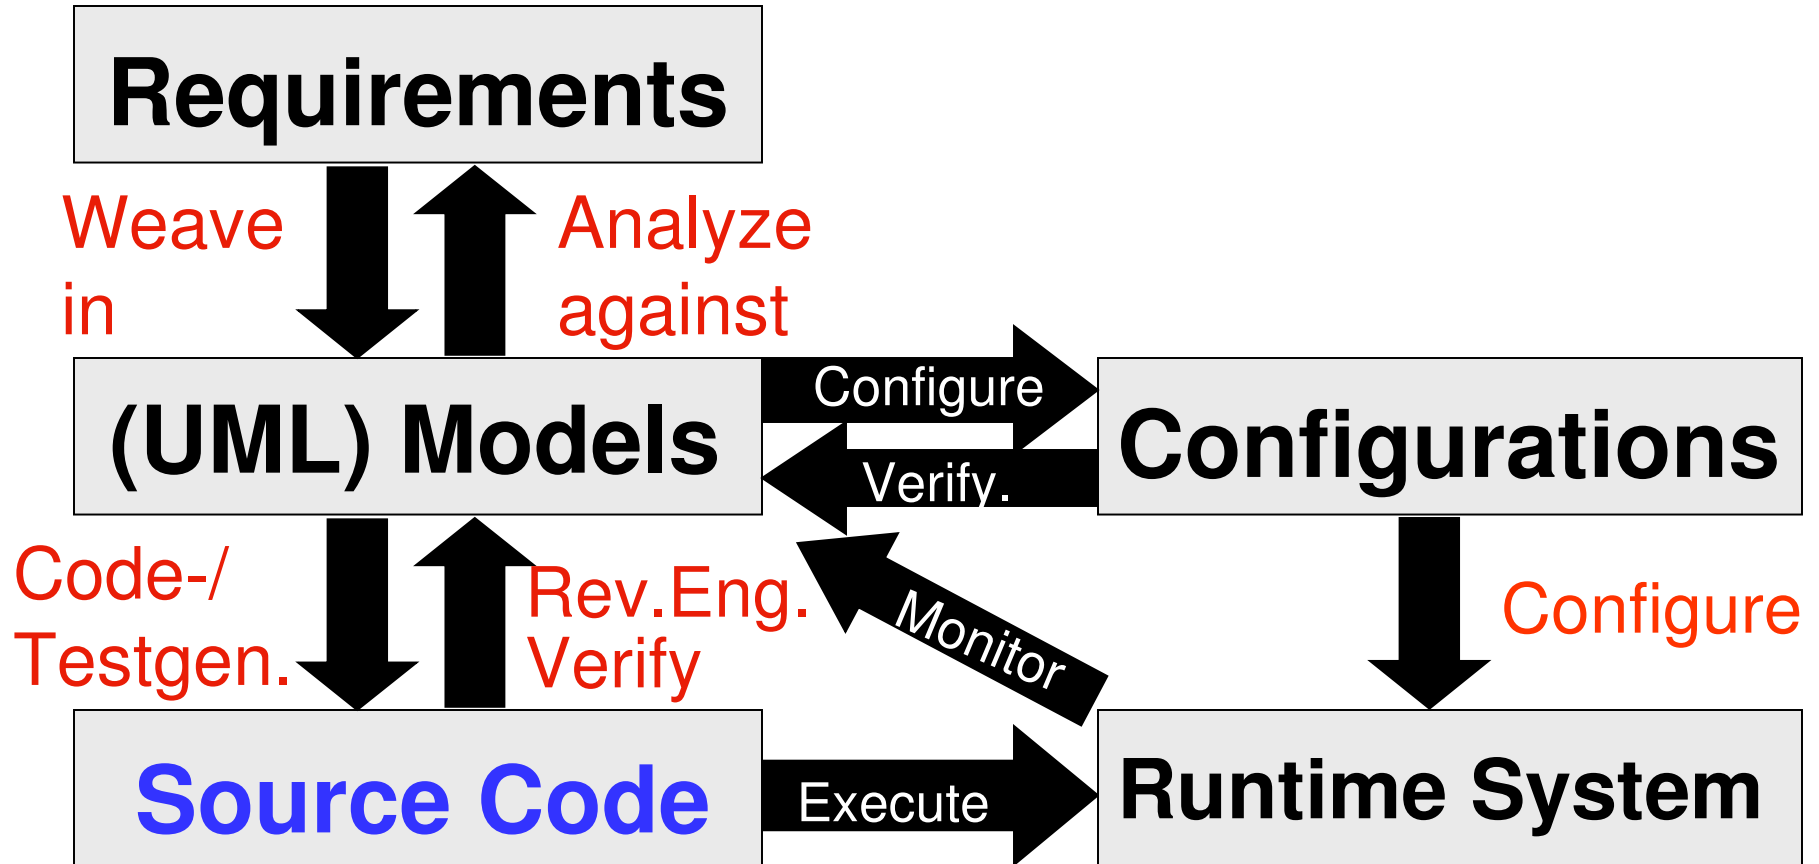 Requirements
Weave
in
Analyze
against
(UML) Models
Configure
Verify.
Configurations
Code-/
Testgen.
Rev.Eng.
Verify
Monitor
Configure
Source Code
Execute
Runtime System